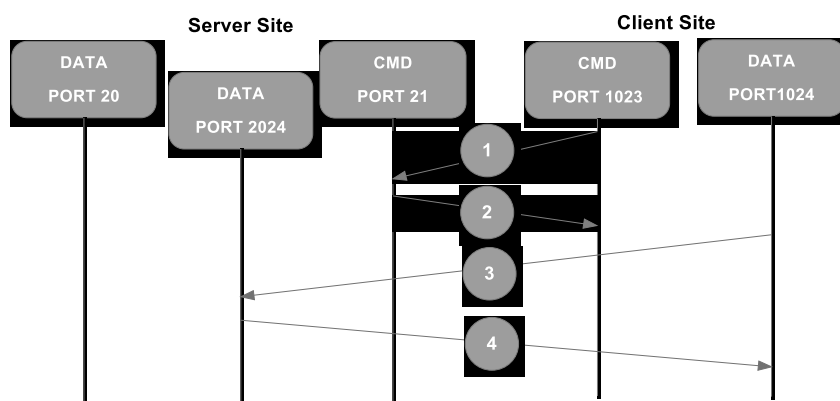 Server Site
Client Site
DATA
PORT 20
DATA
PORT 2024
CMD
PORT 21
CMD
PORT 1023
DATA
PORT1024
1
2
3
4